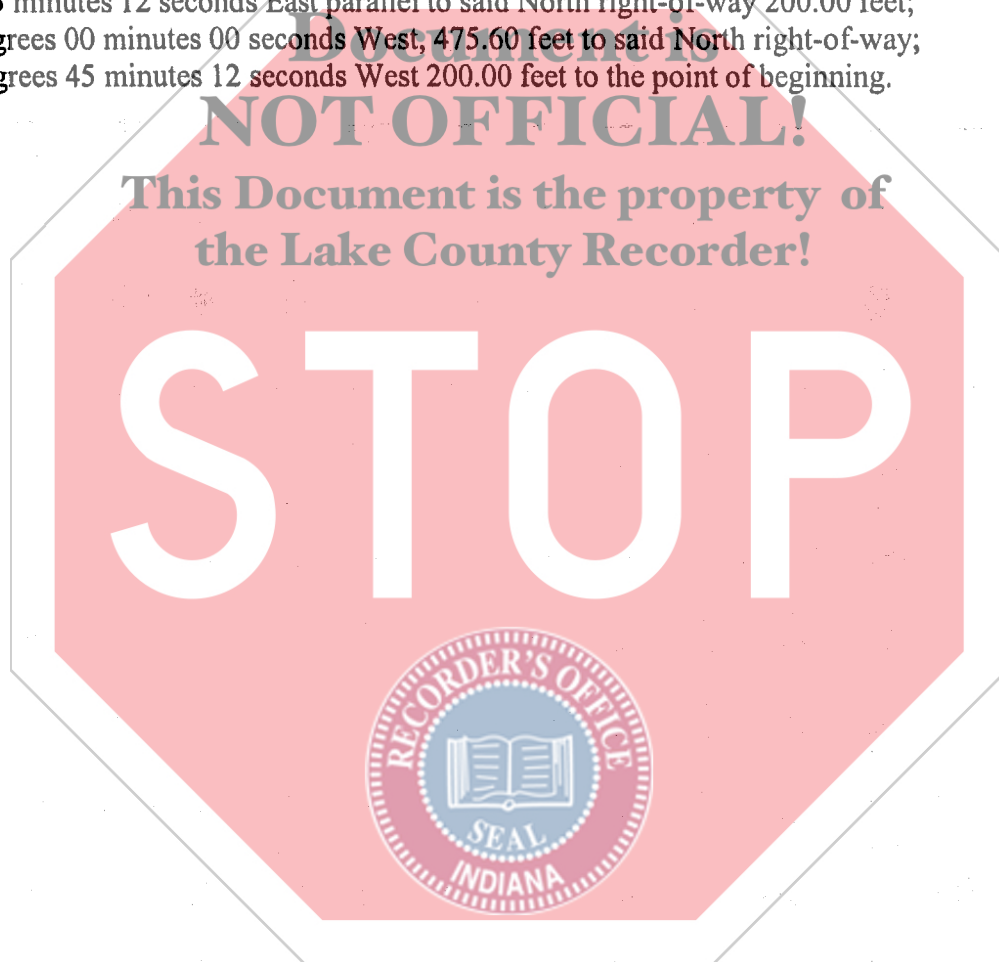 minutes 12 seconds East parallel to said North right-of-way 200.00 feet;
grees 00 minutes 00 seconds West, 475.60 feet to said North right-of-way;
grees 45 minutes 12 seconds West 200.00 feet to the point of beginning.
Document is
NOT OFFICIAL!
This Document is the property of
the Lake County Recorder!
STOP
RECORDER'S OFFICE
SEAL
INDIANA